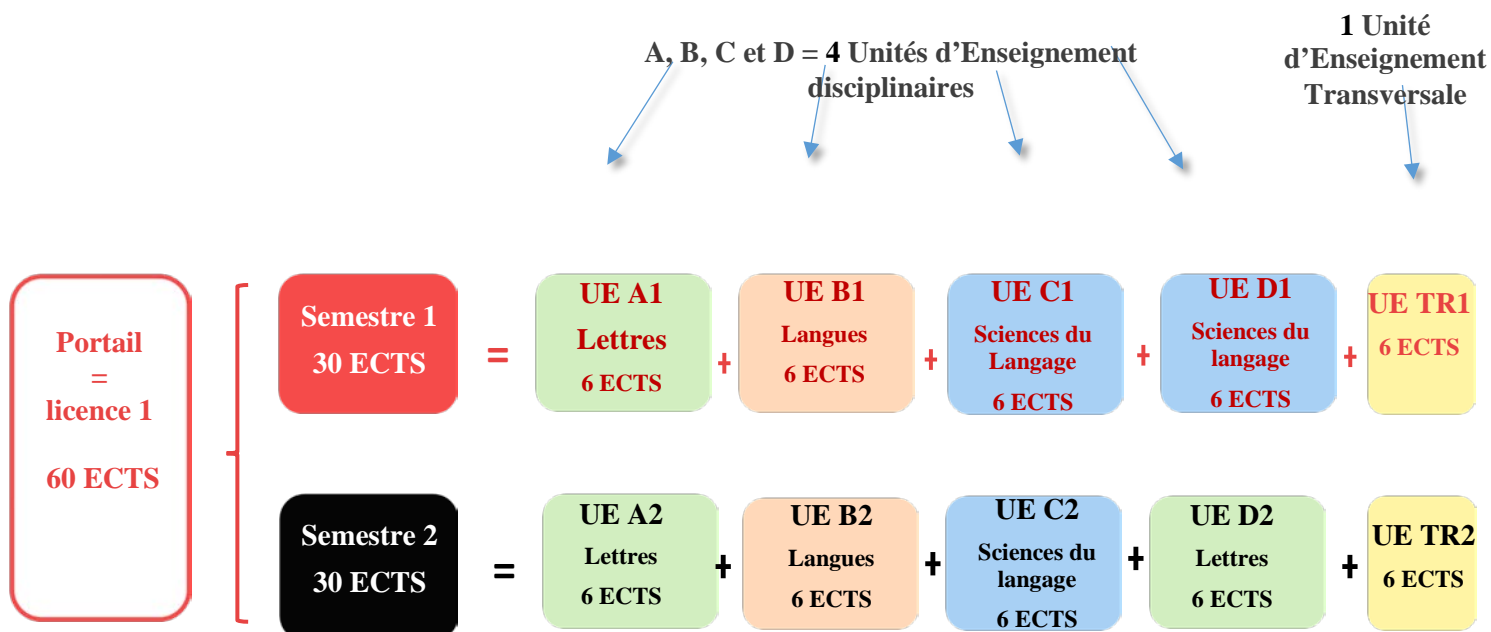 A, B, C et D = 4 Unités d’Enseignement
disciplinaires
1 Unité
d’Enseignement
Transversale
Portail
=
licence 1
60 ECTS
Semestre 1
30 ECTS
=
UE A1
Lettres
6 ECTS
+
UE B1
Langues
6 ECTS
+
UE C1
Sciences du
Langage
6 ECTS
+
UE D1
Sciences du
langage
6 ECTS
+
UE TR1
6 ECTS
Semestre 2
30 ECTS
=
UE A2
Lettres
6 ECTS
+
UE B2
Langues
6 ECTS
+
UE C2
Sciences du
langage
6 ECTS
+
UE D2
Lettres
6 ECTS
+
UE TR2
6 ECTS